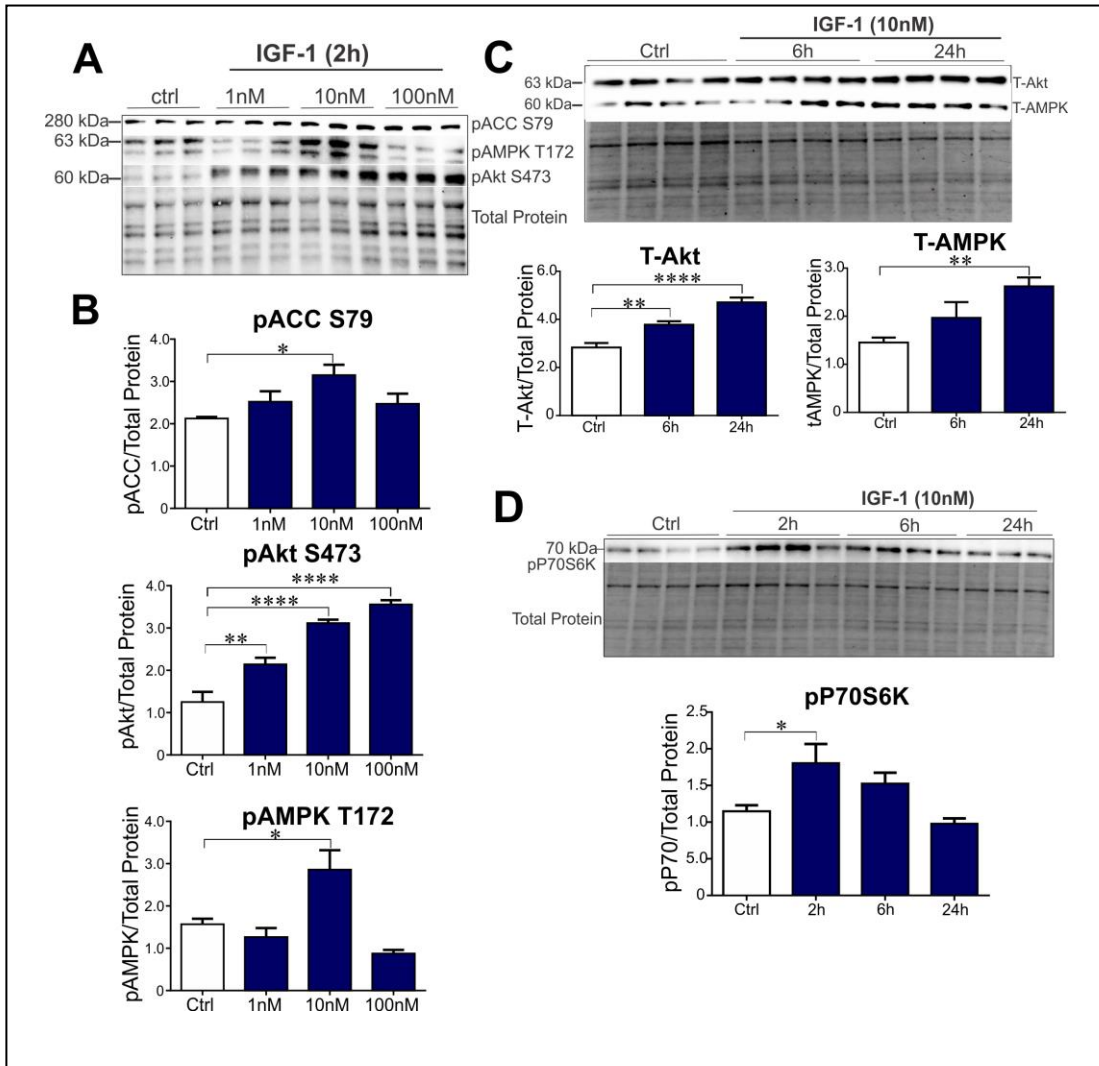 A
IGF-1 (2h)
ctrl 1nM 10nM 100nM
280 kDa
63 kDa
60 kDa
pACC S79
pAMPK T172
pAkt S473
Total Protein
B
pACC S79
pACC/Total Protein
4.0
3.0
2.0
1.0
0
*
Ctrl 1nM 10nM 100nM
pAkt S473
pAkt/Total Protein
4.0
3.0
2.0
1.0
0
**
****
****
Ctrl 1nM 10nM 100nM
pAMPK T172
pAMPK/Total Protein
4.0
3.0
2.0
1.0
0
*
Ctrl 1nM 10nM 100nM
C
IGF-1 (10nM)
Ctrl 6h 24h
63 kDa
60 kDa
T-Akt
T-AMPK
T-Akt
T-Akt/Total Protein
6.0
4.0
2.0
0
**
****
Ctrl 6h 24h
T-AMPK
tAMPK/Total Protein
3.0
2.0
1.0
0
**
Ctrl 6h 24h
D
IGF-1 (10nM)
Ctrl 2h 6h 24h
70 kDa
pP70S6K
Total Protein
pP70S6K
pP70/Total Protein
2.5
2.0
1.5
1.0
5.0
0
*
Ctrl 2h 6h 24h